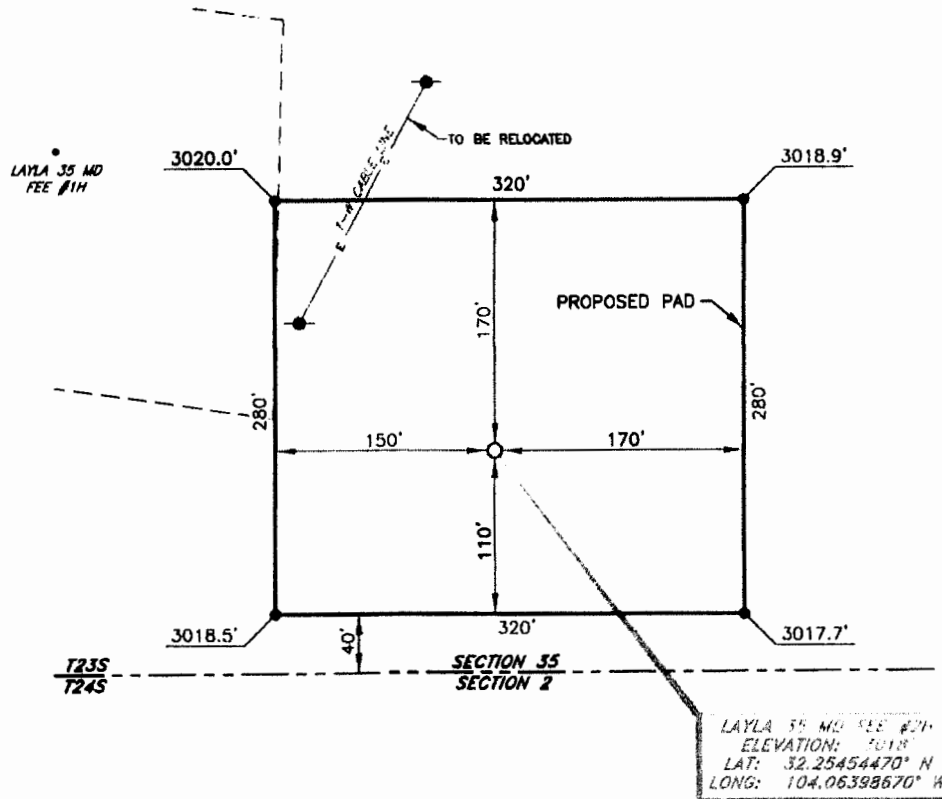 TO BE RELOCATED
LAYLA 35 MD
FEE #1H
3020.0'
320'
3018.9'
E T-N CABLE LINE E
170'
PROPOSED PAD
280'
280'
150'
170'
110'
3018.5'
40'
320'
3017.7'
T23S
T24S
SECTION 35
SECTION 2
LAYLA 35 MD FEE
ELEVATION: 3018'
LAT: 32.25454470° N
LONG: 104.06398670° W